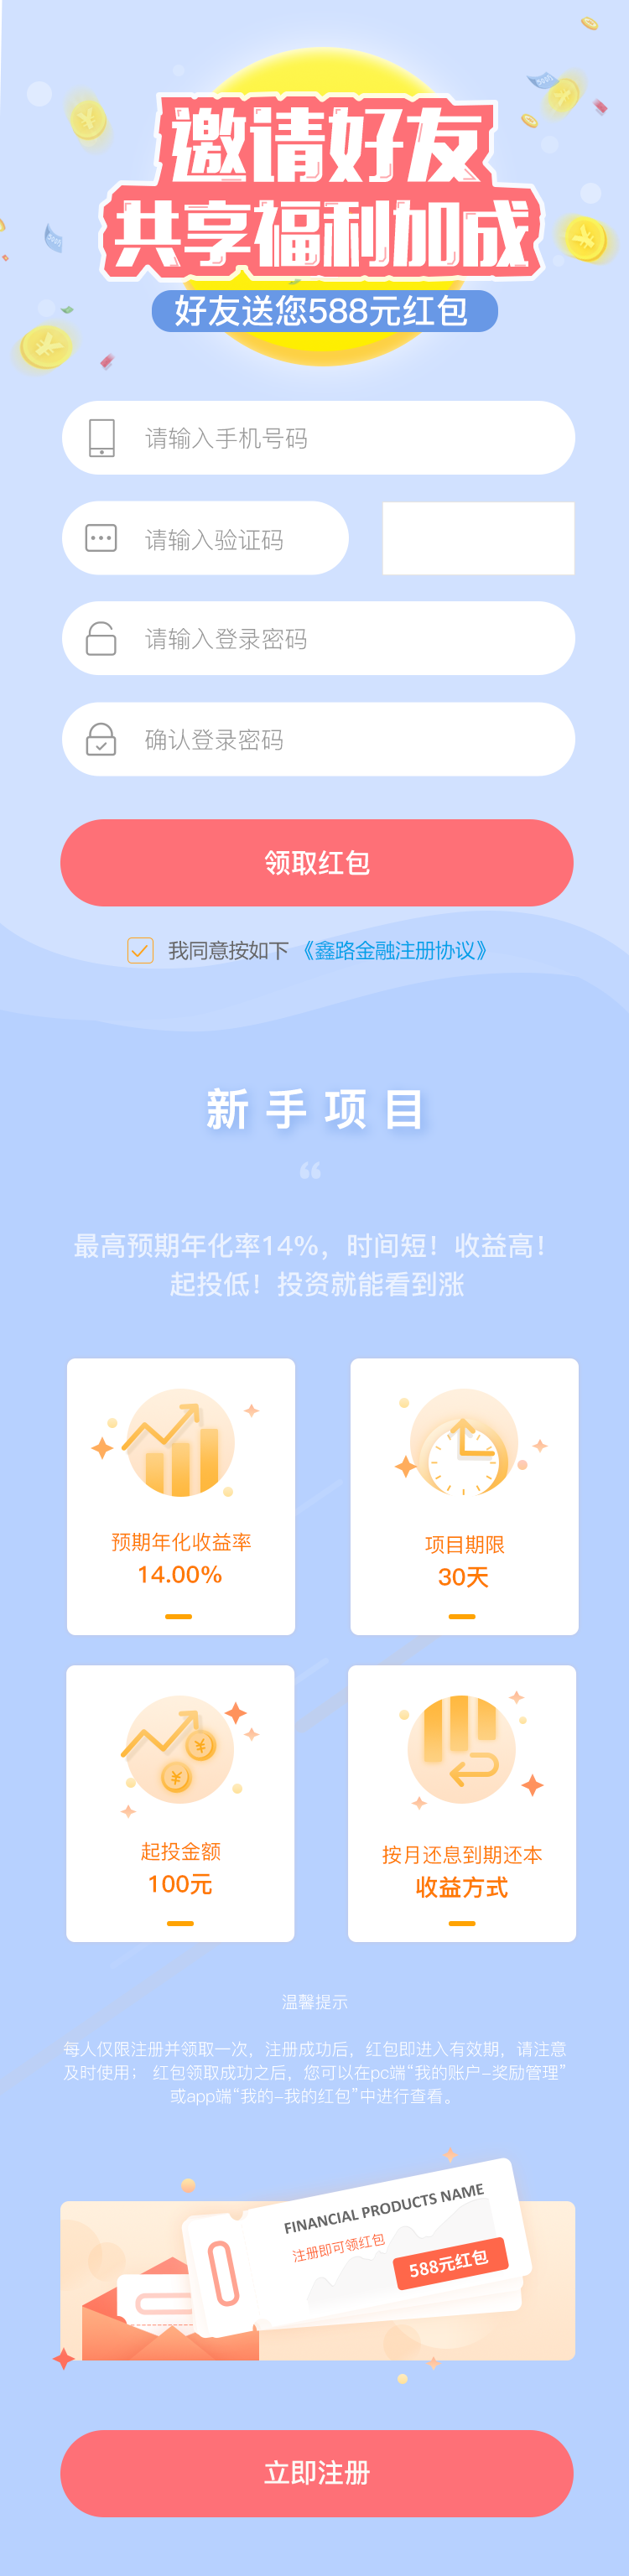 邀请好友
共享福利加成
好友送您588元红包
请输入手机号码
请输入验证码
请输入登录密码
确认登录密码
领取红包
我同意按如下《鑫路金融注册协议》
新手项目
“
最高预期年化率14%，时间短！收益高！
起投低！投资就能看到涨
预期年化收益率
14.00%
项目期限
30天
起投金额
100元
按月还息到期还本
收益方式
温馨提示
每人仅限注册并领取一次，注册成功后，红包即进入有效期，请注意
及时使用； 红包领取成功之后，您可以在pc端“我的账户-奖励管理”
或app端“我的-我的红包”中进行查看。
FINANCIAL PRODUCTS NAME
注册即可领红包
588元红包
立即注册